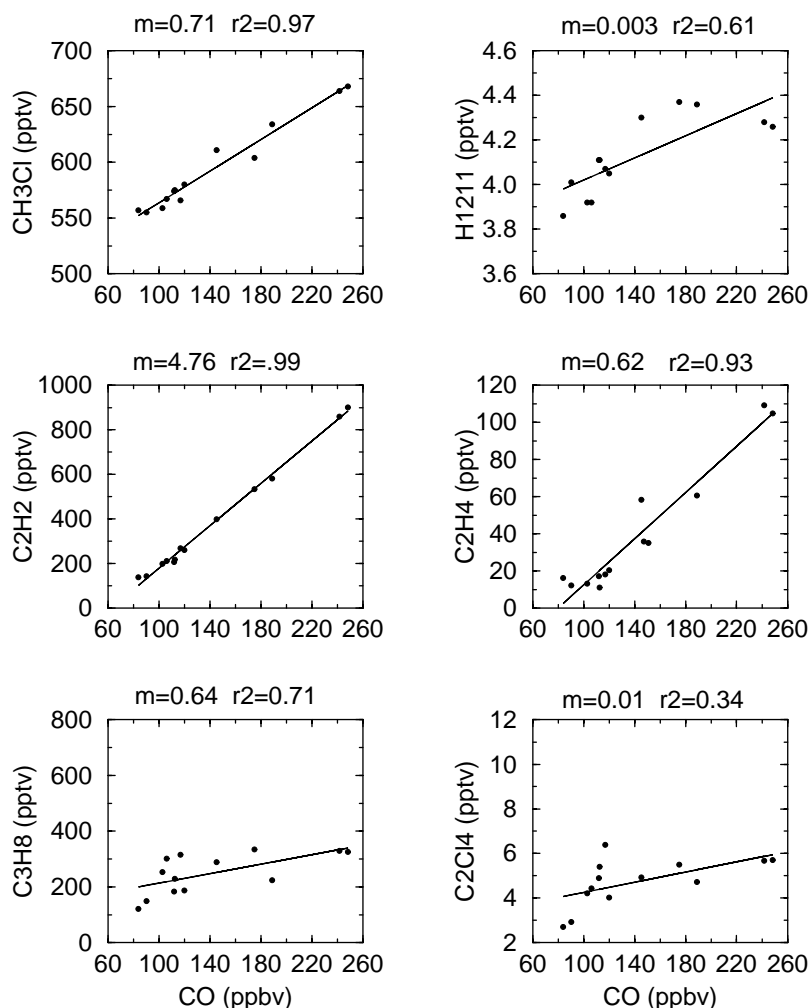 m=0.71 r2=0.97
700
650
600
550
500
CH3Cl (pptv)
60 100 140 180 220 260
m=0.003 r2=0.61
4.6
4.4
4.2
4.0
3.8
3.6
H1211 (pptv)
60 100 140 180 220 260
m=4.76 r2=.99
1000
800
600
400
200
0
C2H2 (pptv)
60 100 140 180 220 260
m=0.62 r2=0.93
120
100
80
60
40
20
0
C2H4 (pptv)
60 100 140 180 220 260
m=0.64 r2=0.71
800
600
400
200
0
C3H8 (pptv)
60 100 140 180 220 260
CO (ppbv)
m=0.01 r2=0.34
12
10
8
6
4
2
C2Cl4 (pptv)
60 100 140 180 220 260
CO (ppbv)